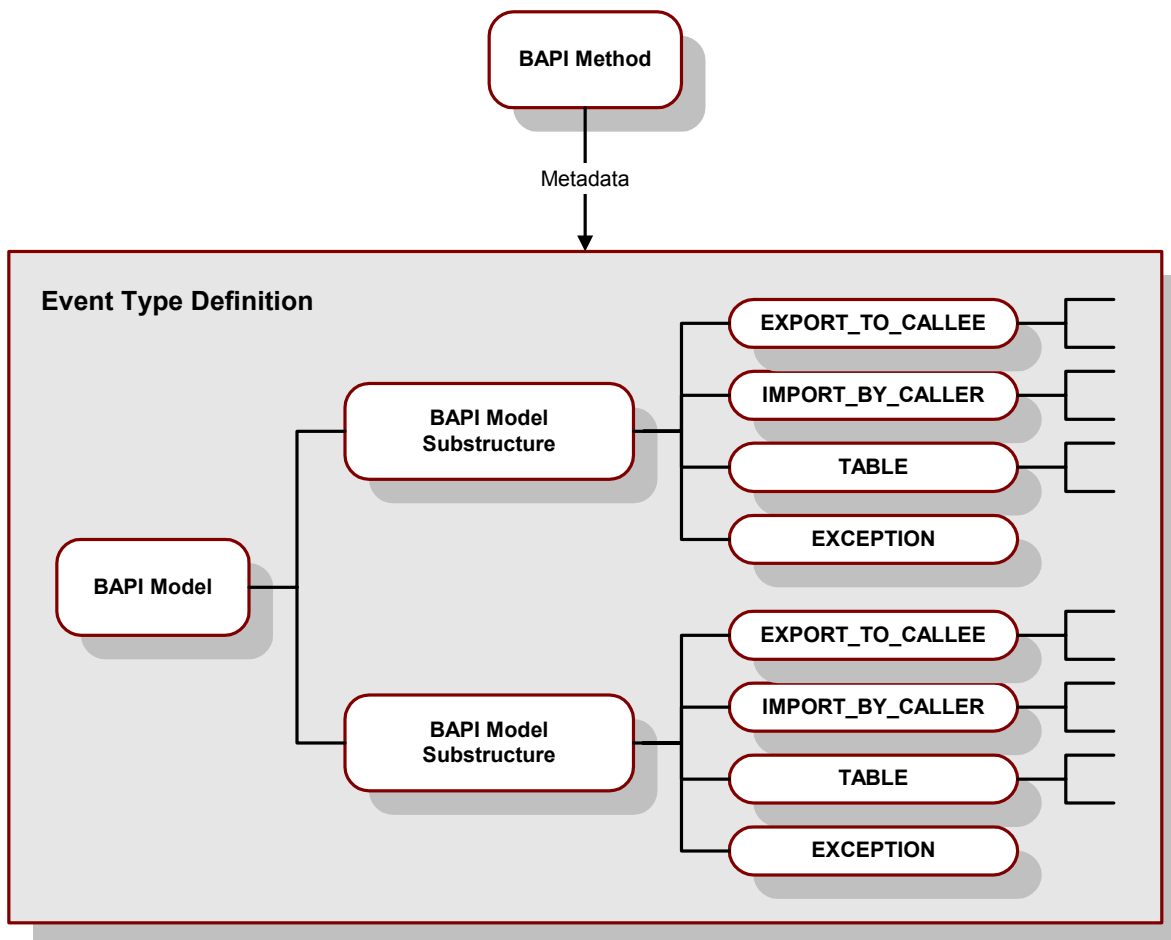 BAPI Method
Metadata
Event Type Definition
EXPORT_TO_CALLEE
IMPORT_BY_CALLER
BAPI Model
Substructure
TABLE
EXCEPTION
BAPI Model
EXPORT_TO_CALLEE
IMPORT_BY_CALLER
BAPI Model
Substructure
TABLE
EXCEPTION